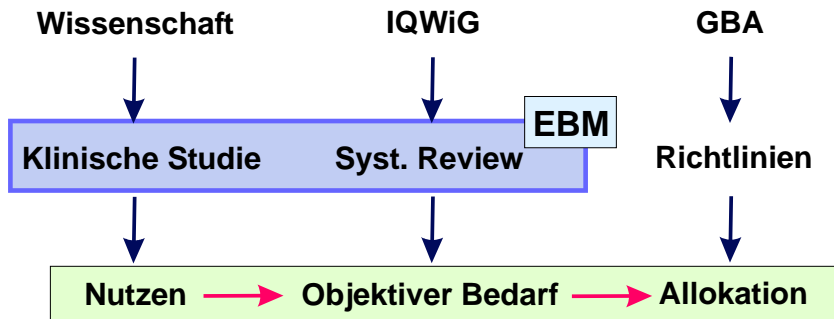 Wissenschaft IQWiG GBA
EBM
Klinische Studie Syst. Review Richtlinien
Nutzen Objektiver Bedarf Allokation